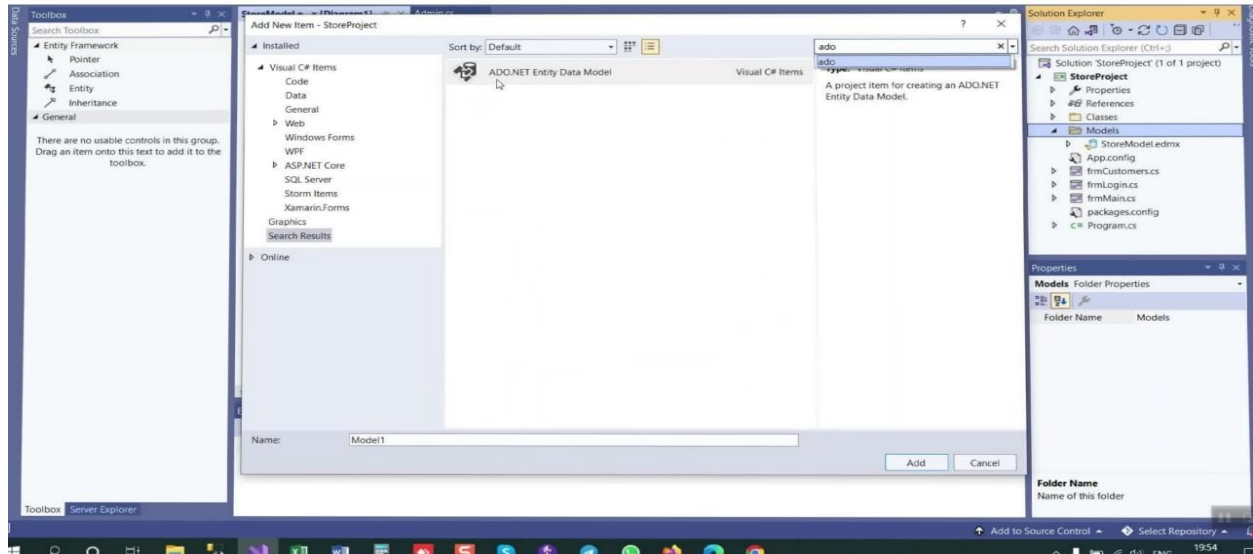 Data Sources
Toolbox
Search Toolbox
Entity Framework
Pointer
Association
Entity
Inheritance
General
There are no usable controls in this group.
Drag an item onto this text to add it to the
toolbox.
Toolbox Server Explorer
Add New Item - StoreProject
?
Installed
Visual C# Items
Code
Data
General
Web
Windows Forms
WPF
ASP.NET Core
SQL Server
Storm Items
Xamarin.Forms
Graphics
Search Results
Online
Sort by: Default
ADO.NET Entity Data Model Visual C# Items
ado
ado
A project item for creating an ADO.NET
Entity Data Model.
Name: Model1
Add Cancel
Solution Explorer
Search Solution Explorer (Ctrl+;)
Solution 'StoreProject' (1 of 1 project)
StoreProject
Properties
References
Classes
Models
StoreModel.edmx
App.config
frmCustomers.cs
frmLogin.cs
frmMain.cs
packages.config
C# Program.cs
Properties
Models Folder Properties
Folder Name Models
Folder Name
Name of this folder
Add to Source Control Select Repository
ENG 19:54